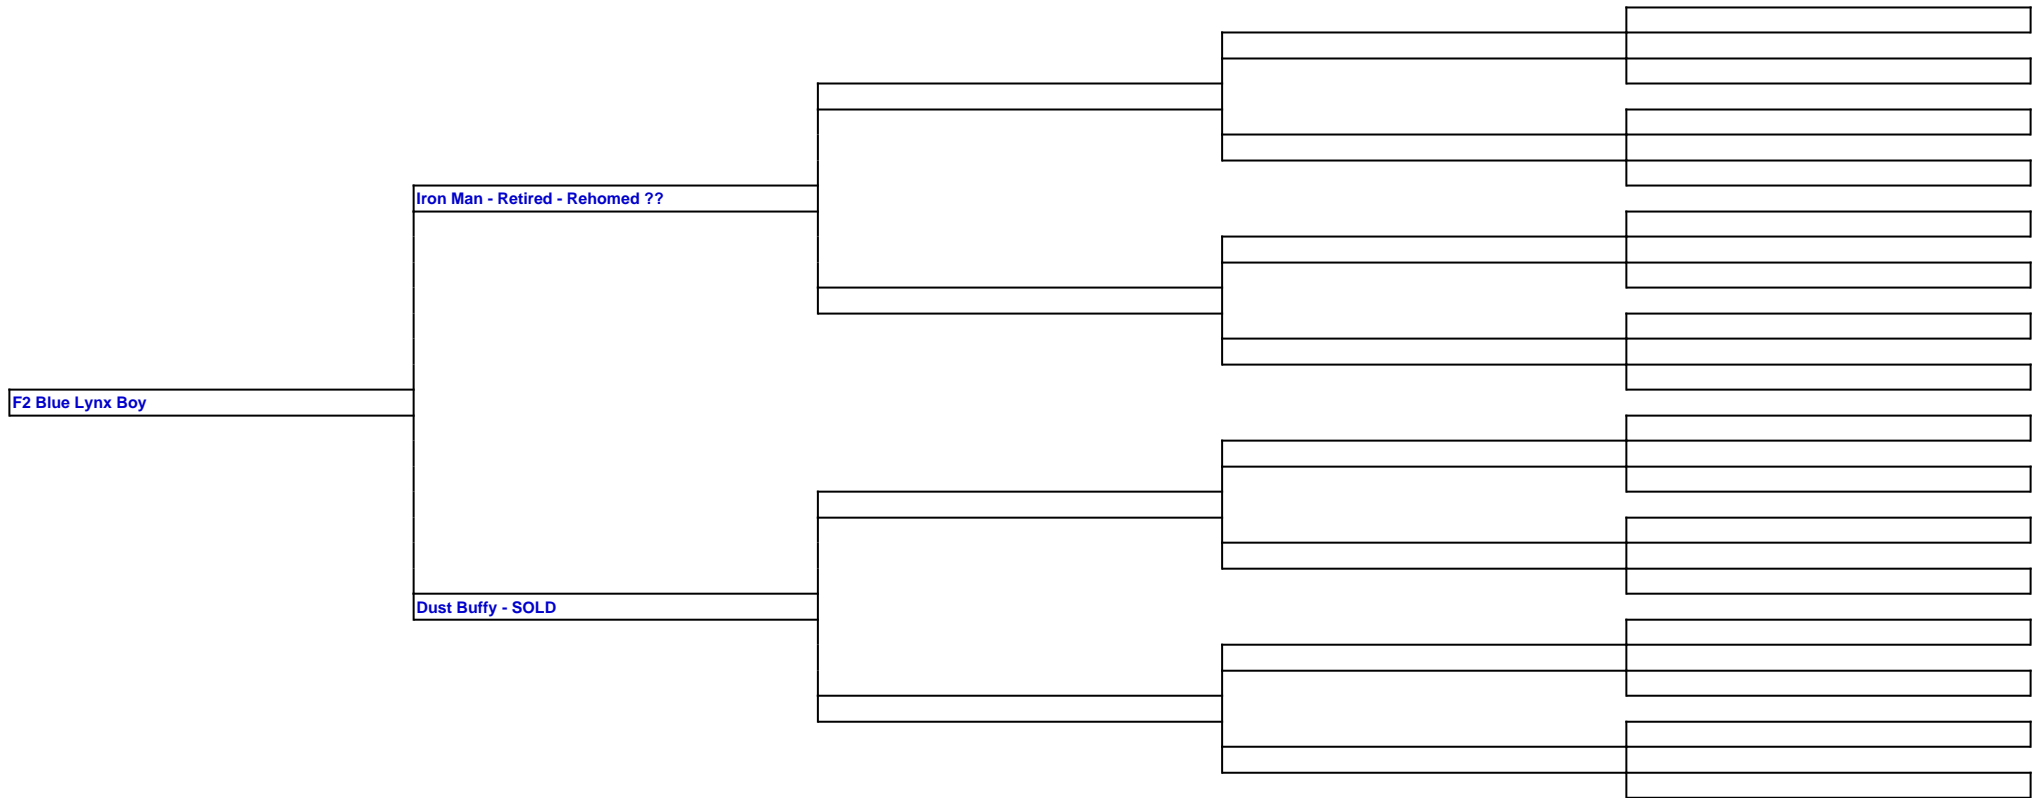 Iron Man - Retired - Rehomed ??
F2 Blue Lynx Boy
Dust Buffy - SOLD